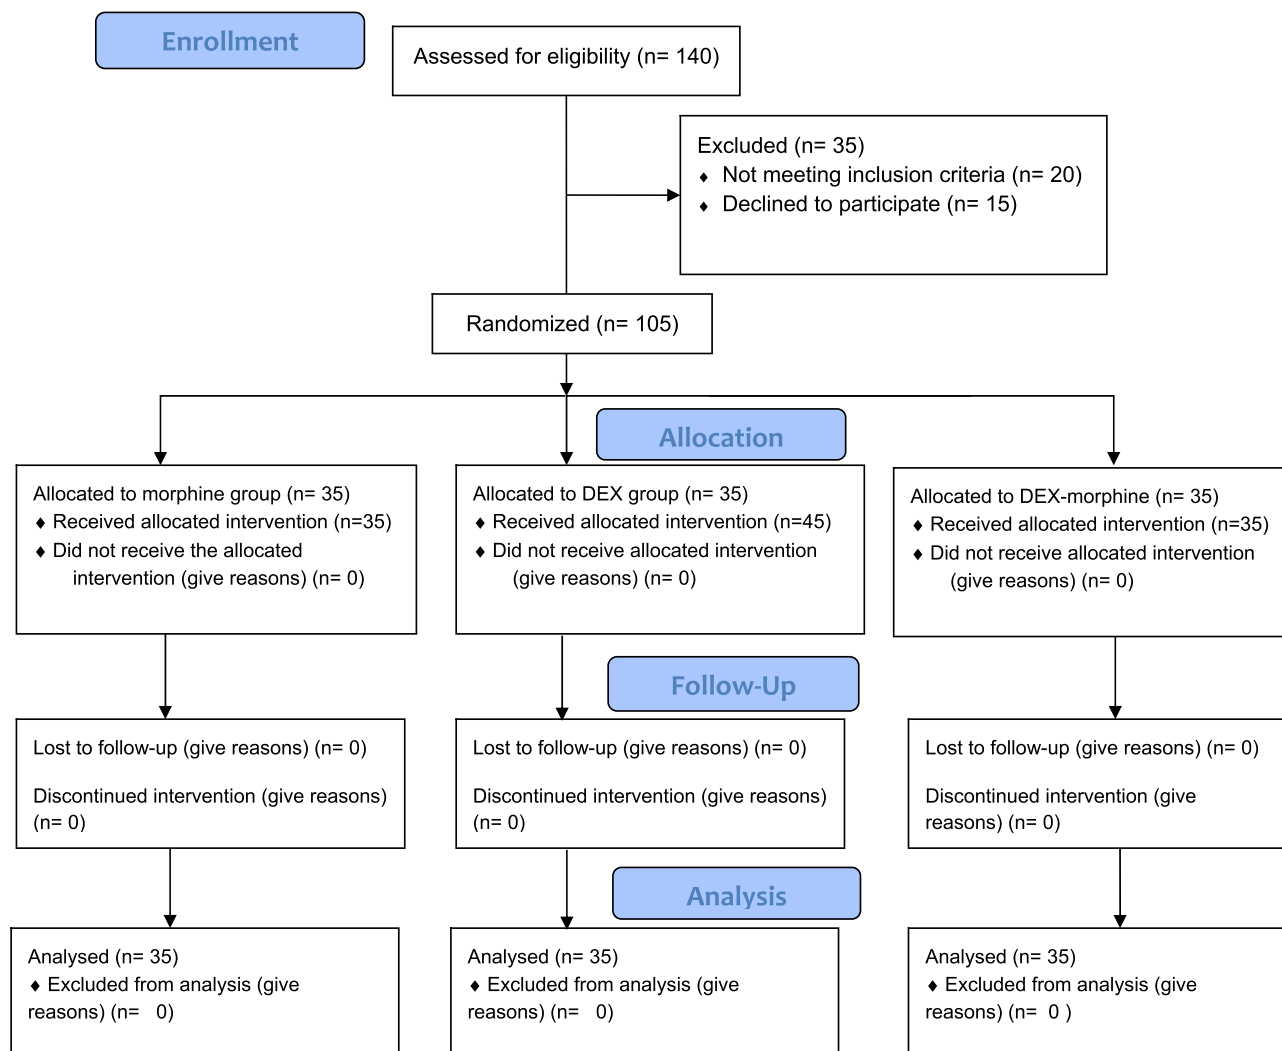 Enrollment
Assessed for eligibility (n= 140)
Excluded (n= 35)
♦ Not meeting inclusion criteria (n= 20)
♦ Declined to participate (n= 15)
Randomized (n= 105)
Allocation
Allocated to morphine group (n= 35)
♦ Received allocated intervention (n=35)
♦ Did not receive the allocated
intervention (give reasons) (n= 0)
Allocated to DEX group (n= 35)
♦ Received allocated intervention (n=45)
♦ Did not receive allocated intervention
(give reasons) (n= 0)
Allocated to DEX-morphine (n= 35)
♦ Received allocated intervention (n=35)
♦ Did not receive allocated intervention
(give reasons) (n= 0)
Follow-Up
Lost to follow-up (give reasons) (n= 0)
Discontinued intervention (give reasons)
(n= 0)
Lost to follow-up (give reasons) (n= 0)
Discontinued intervention (give reasons)
(n= 0)
Lost to follow-up (give reasons) (n= 0)
Discontinued intervention (give
reasons) (n= 0)
Analysis
Analysed (n= 35)
♦ Excluded from analysis (give
reasons) (n=   0)
Analysed (n= 35)
♦ Excluded from analysis (give
reasons) (n=   0)
Analysed (n= 35)
♦ Excluded from analysis (give
reasons) (n=  0 )